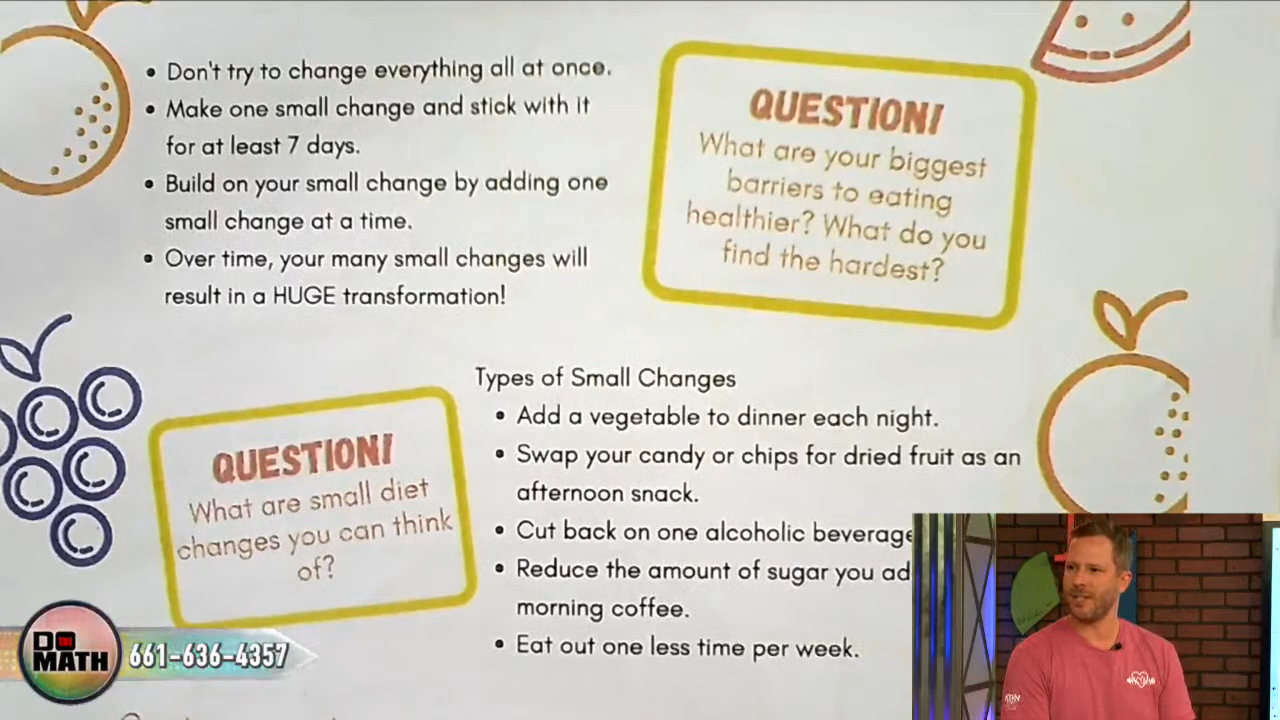 • Don't try to change everything all at once.
• Make one small change and stick with it
for at least 7 days.
• Build on your small change by adding one
small change at a time.
• Over time, your many small changes will
result in a HUGE transformation!
QUESTION!
What are your biggest
barriers to eating
healthier? What do you
find the hardest?
QUESTION!
What are small diet
changes you can think
of?
Types of Small Changes
• Add a vegetable to dinner each night.
• Swap your candy or chips for dried fruit as an
afternoon snack.
• Cut back on one alcoholic beverage
• Reduce the amount of sugar you ad
morning coffee.
• Eat out one less time per week.
DO THE
MATH
661-636-4357